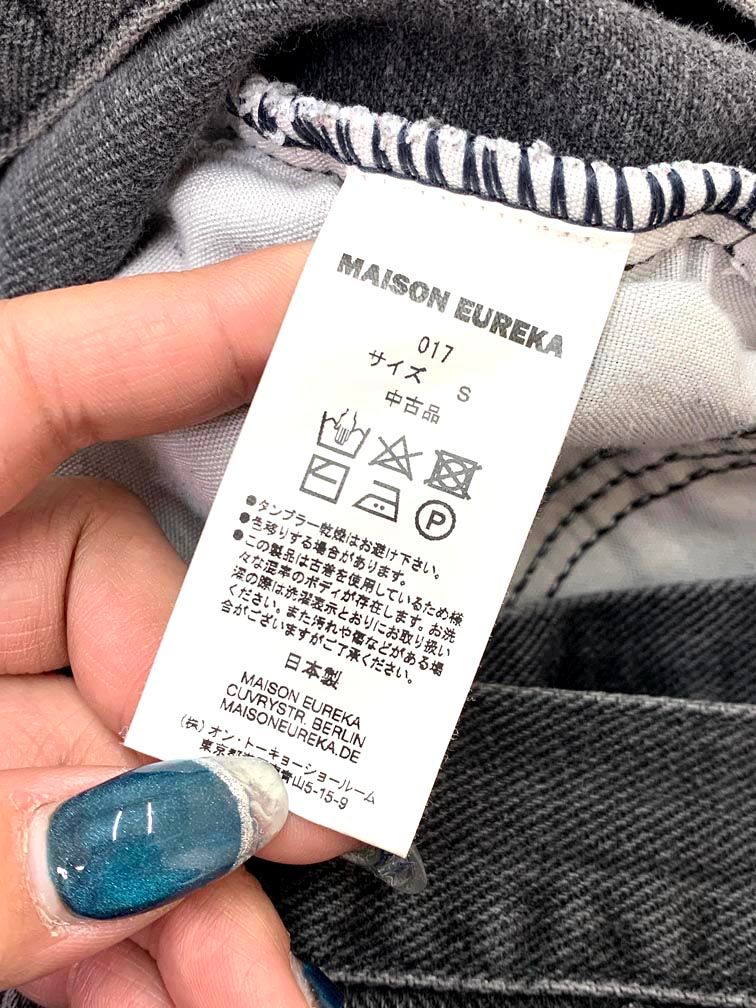 MAISON EUREKA
017
サイズ S
中古品
P
●タンブラー乾燥はお避け下さい。
●色移りする場合があります。
●この製品は古着を使用しているため様
々な混率のボディが存在します。お洗
濯の際は洗濯表示とおりにお取り扱い
ください。また汚れや傷などがある場
合がございますがご了承ください。
日本製
MAISON EUREKA
CUVRYSTR. BERLIN
MAISONEUREKA.DE
(株)オン・トーキョーショールーム
東京都 青山5-15-9